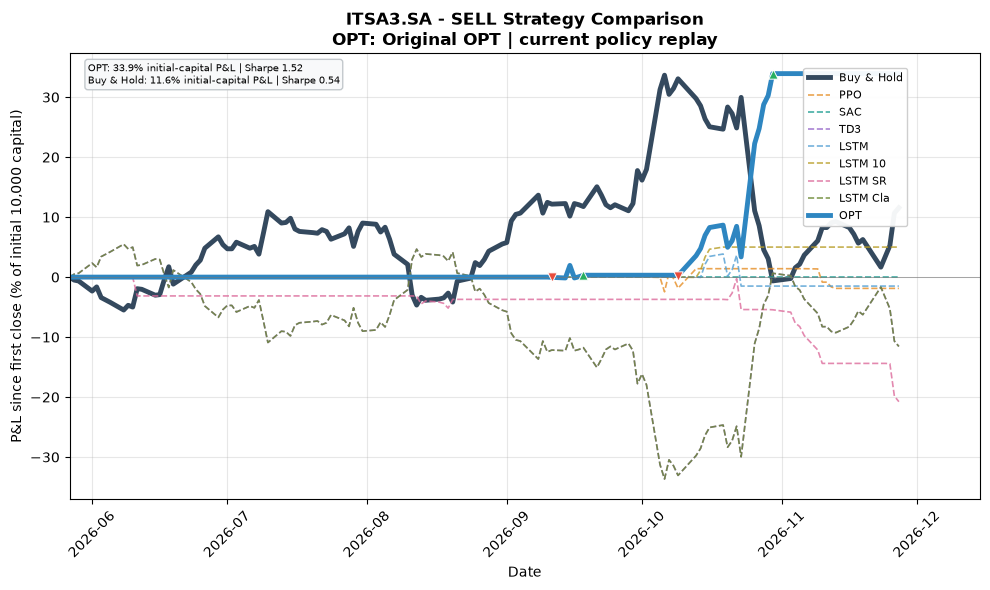 ITSA3.SA - SELL Strategy Comparison
OPT: Original OPT | current policy replay
OPT: 33.9% initial-capital P&L | Sharpe 1.52
Buy & Hold: 11.6% initial-capital P&L | Sharpe 0.54
Buy & Hold
PPO
SAC
TD3
LSTM
LSTM 10
LSTM SR
LSTM Cla
OPT
P&L since first close (% of initial 10,000 capital)
30
20
10
0
−10
−20
−30
2026-06
2026-07
2026-08
2026-09
2026-10
2026-11
2026-12
Date